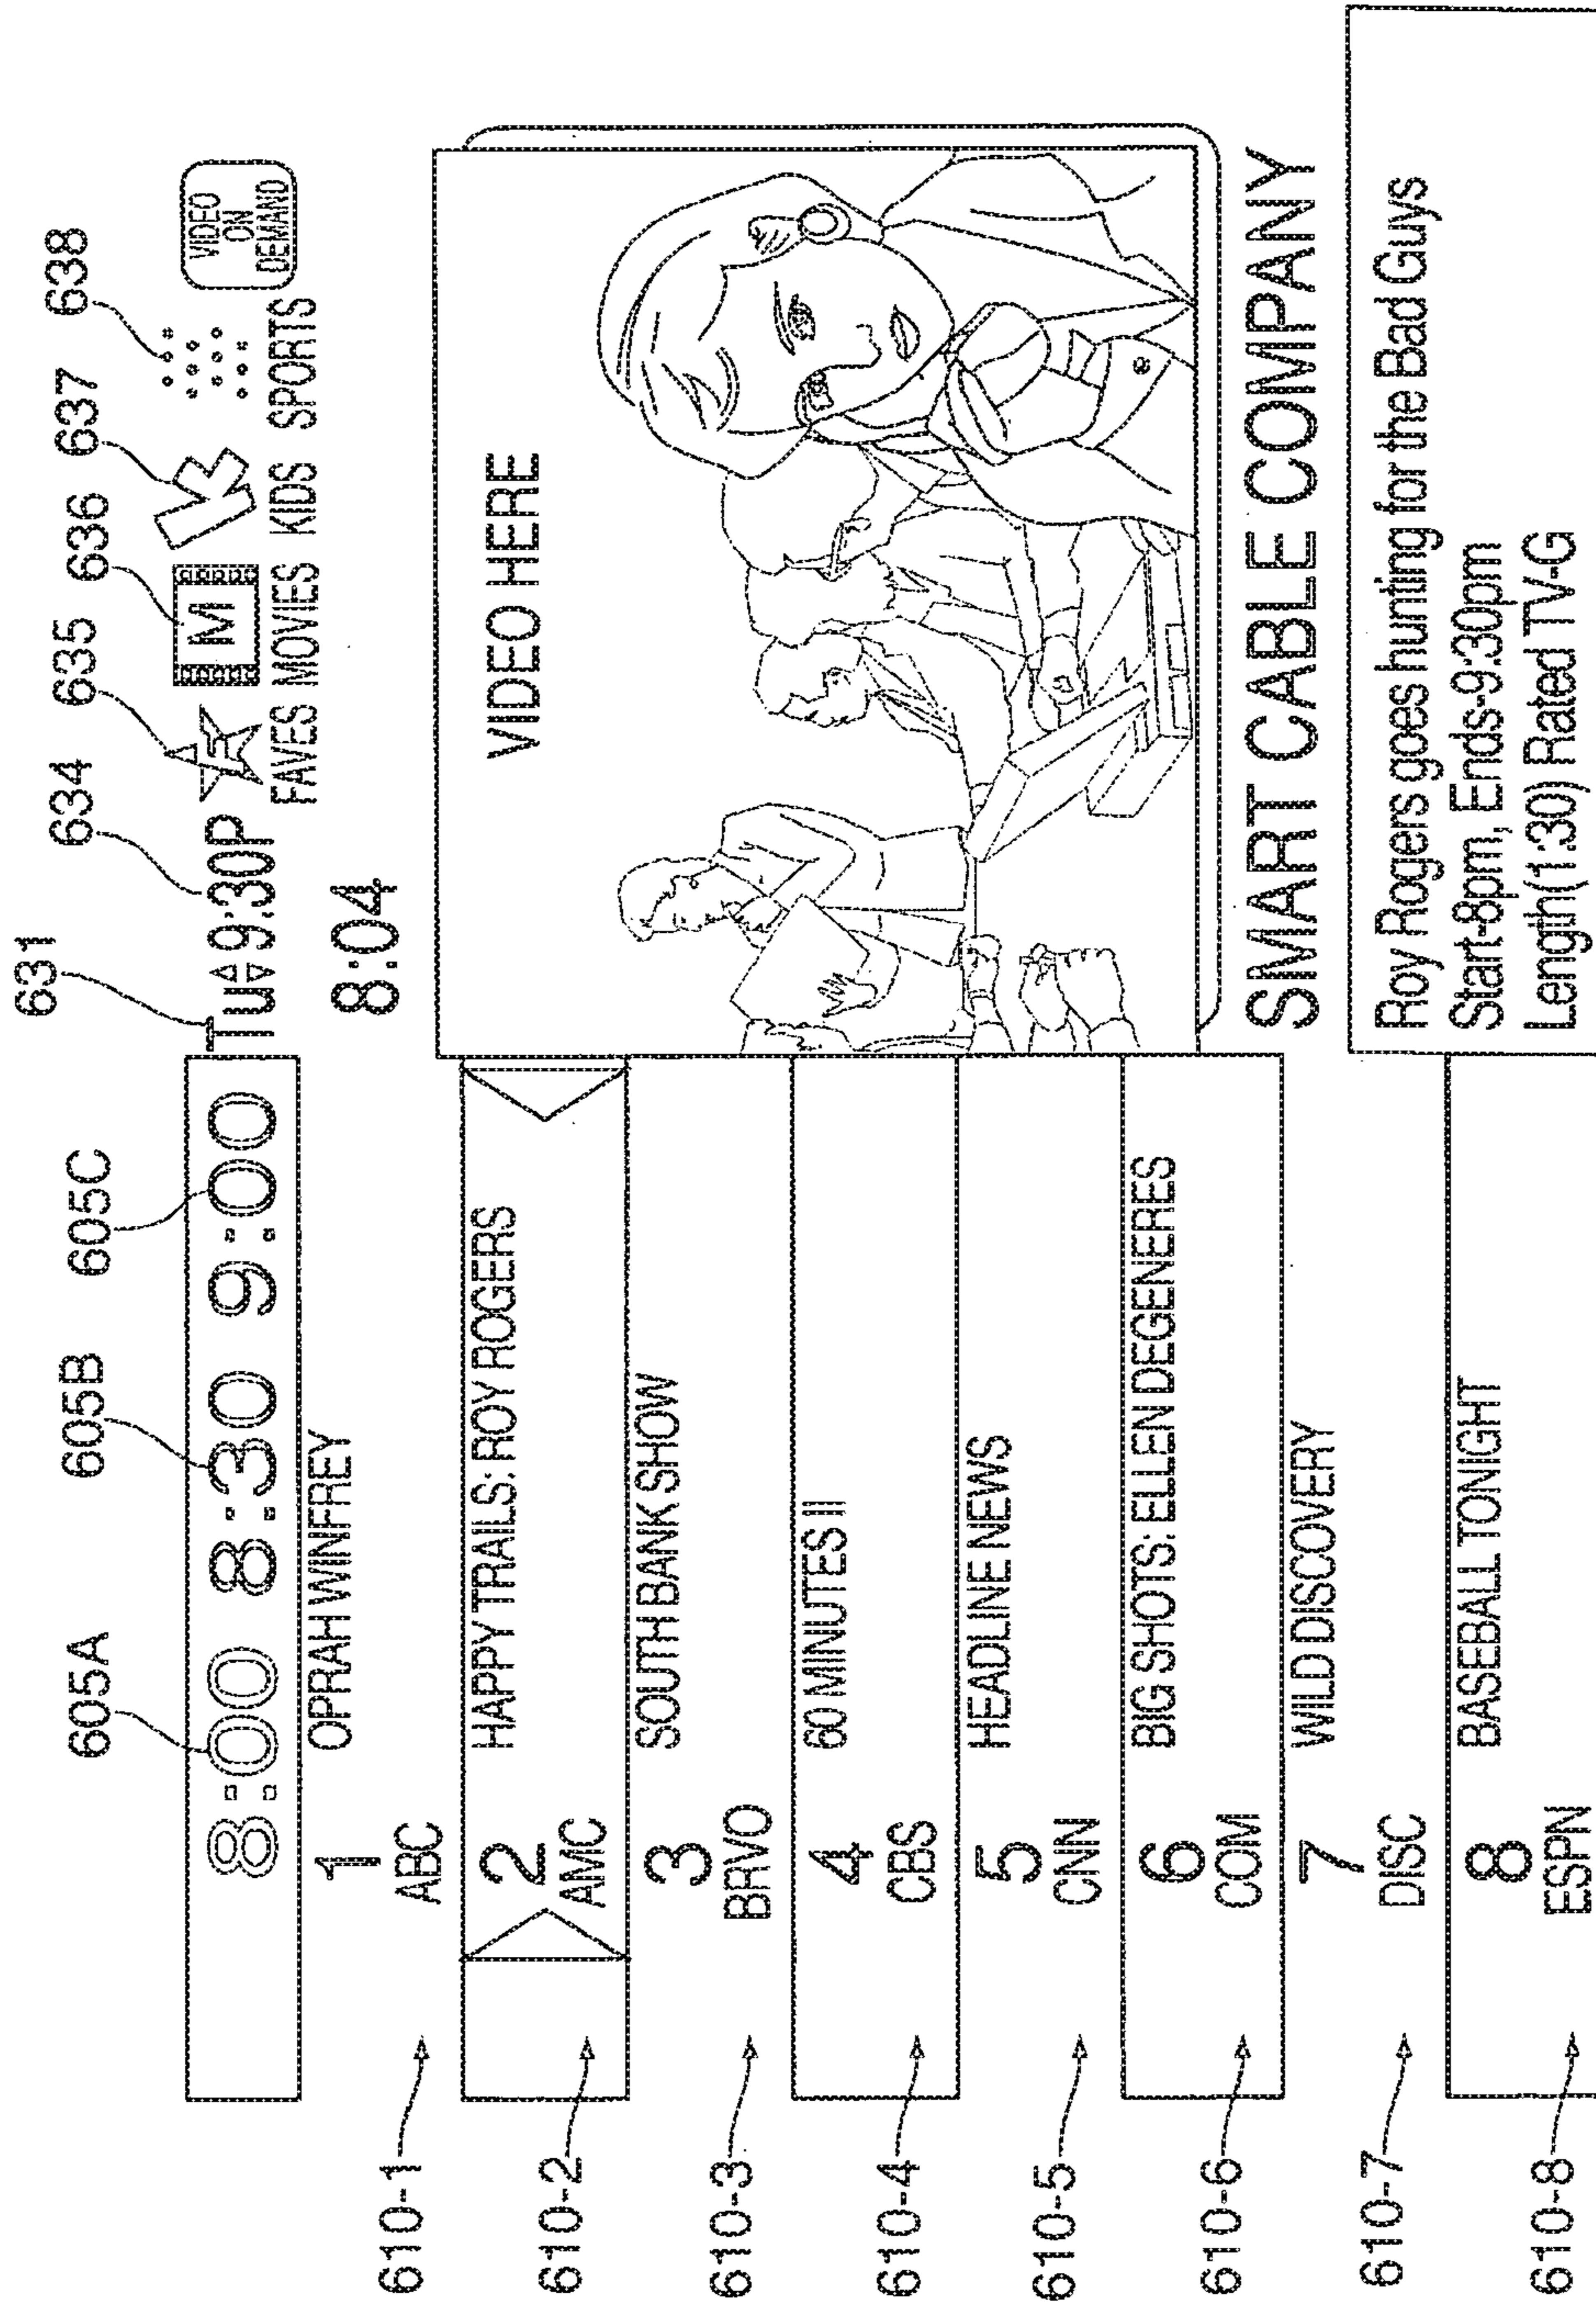 631
605A 605B 605C 634 635 636 637 638
8:00 8:30 9:00 Tue 9:30P M VIDEO ON DEMAND
FAVES MOVIES KIDS SPORTS
8:04
610-1 1 ABC OPRAH WINFREY
610-2 2 AMC HAPPY TRAILS: ROY ROGERS
610-3 3 BRVO SOUTH BANK SHOW
610-4 4 CBS 60 MINUTES II
610-5 5 CNN HEADLINE NEWS
610-6 6 COM BIG SHOTS: ELLEN DEGENERES
610-7 7 DISC WILD DISCOVERY
610-8 8 ESPN BASEBALL TONIGHT
VIDEO HERE
SMART CABLE COMPANY
Roy Rogers goes hunting for the Bad Guys
Start-8pm, Ends-9:30pm
Length(1:30) Rated TV-G